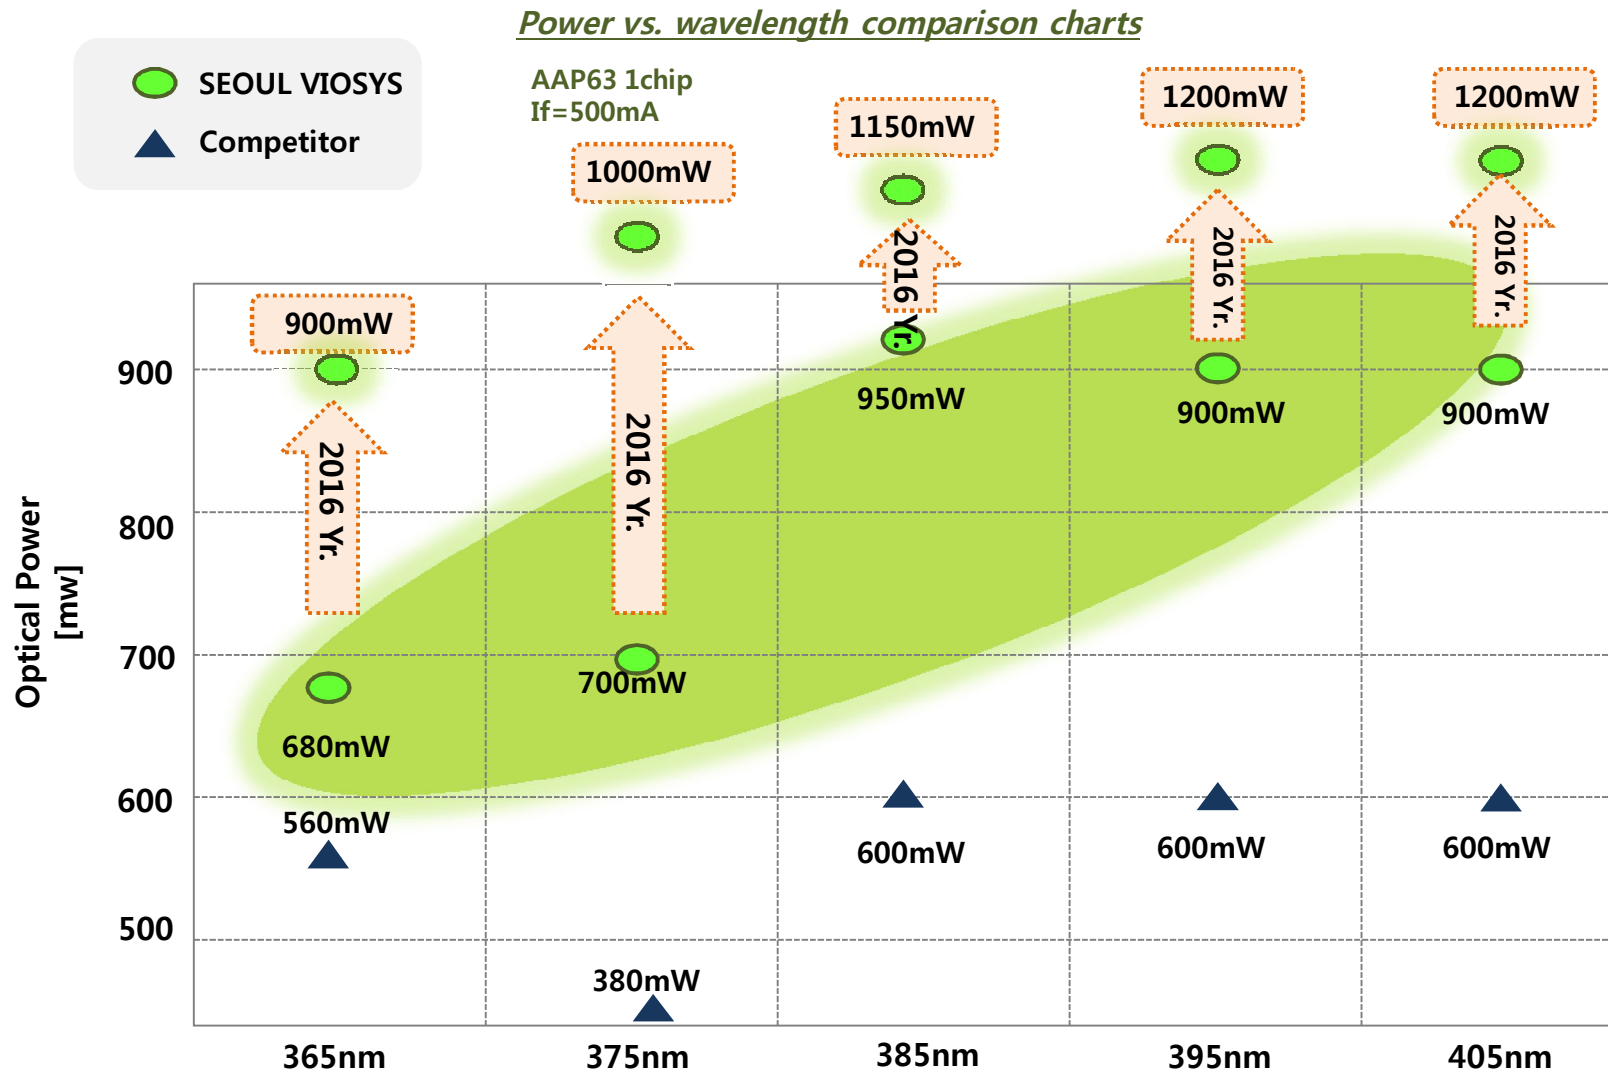 Power vs. wavelength comparison charts
SEOUL VIOSYS
Competitor
AAP63 1chip
If=500mA
900mW
1000mW
1150mW
1200mW
1200mW
2016 Yr.
2016 Yr.
2016 Yr.
2016 Yr.
2016 Yr.
680mW
700mW
950mW
900mW
900mW
560mW
380mW
600mW
600mW
600mW
Optical Power
[mw]
900
800
700
600
500
365nm
375nm
385nm
395nm
405nm